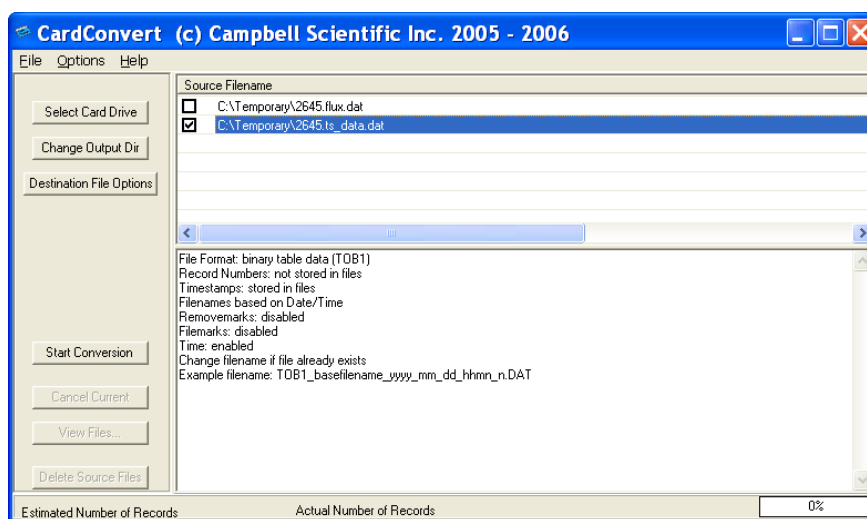 CardConvert (c) Campbell Scientific Inc. 2005 - 2006
File Options Help
Source Filename
Select Card Drive
C:\Temporary\2645.flux.dat
C:\Temporary\2645.ts_data.dat
Change Output Dir
Destination File Options
File Format: binary table data (TOB1)
Record Numbers: not stored in files
Timestamps: stored in files
Filenames based on Date/Time
Removemarks: disabled
Filemarks: disabled
Time: enabled
Change filename if file already exists
Example filename: TOB1_basefilename_yyyy_mm_dd_hhmn_n.DAT
Start Conversion
Cancel Current
View Files...
Delete Source Files
Estimated Number of Records
Actual Number of Records
0%